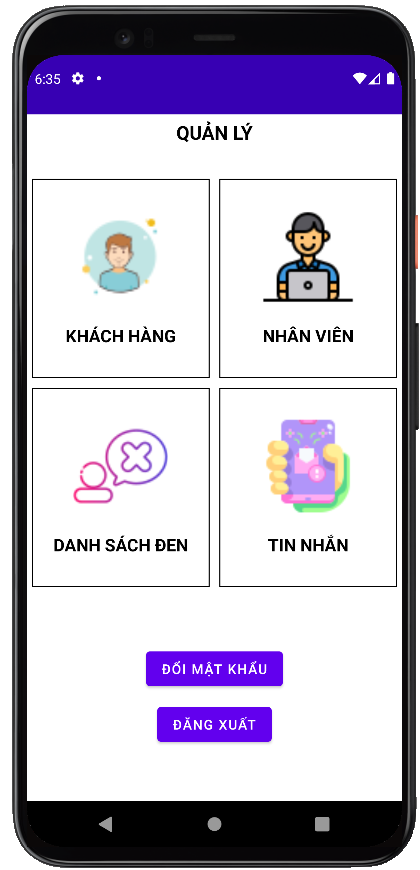 6:35
QUẢN LÝ
KHÁCH HÀNG
NHÂN VIÊN
DANH SÁCH ĐEN
TIN NHẮN
ĐỔI MẬT KHẨU
ĐĂNG XUẤT